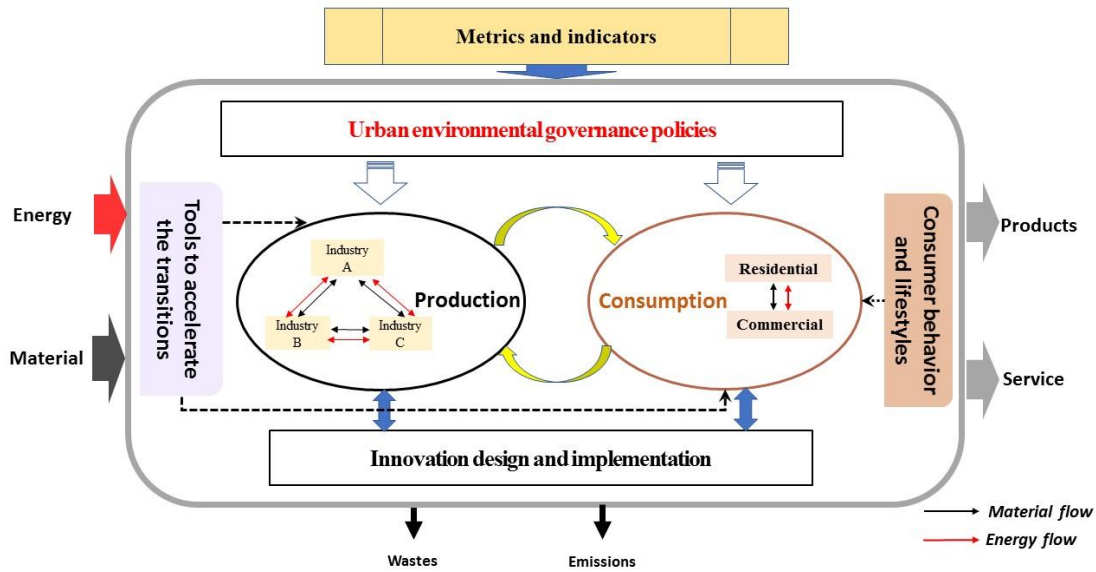 Metrics and indicators
Urban environmental governance policies
Energy
Material
Tools to accelerate
the transitions
Industry
A
Industry
B
Industry
C
Production
Consumption
Residential
Commercial
Consumer behavior
and lifestyles
Products
Service
Innovation design and implementation
Wastes
Emissions
Material flow
Energy flow